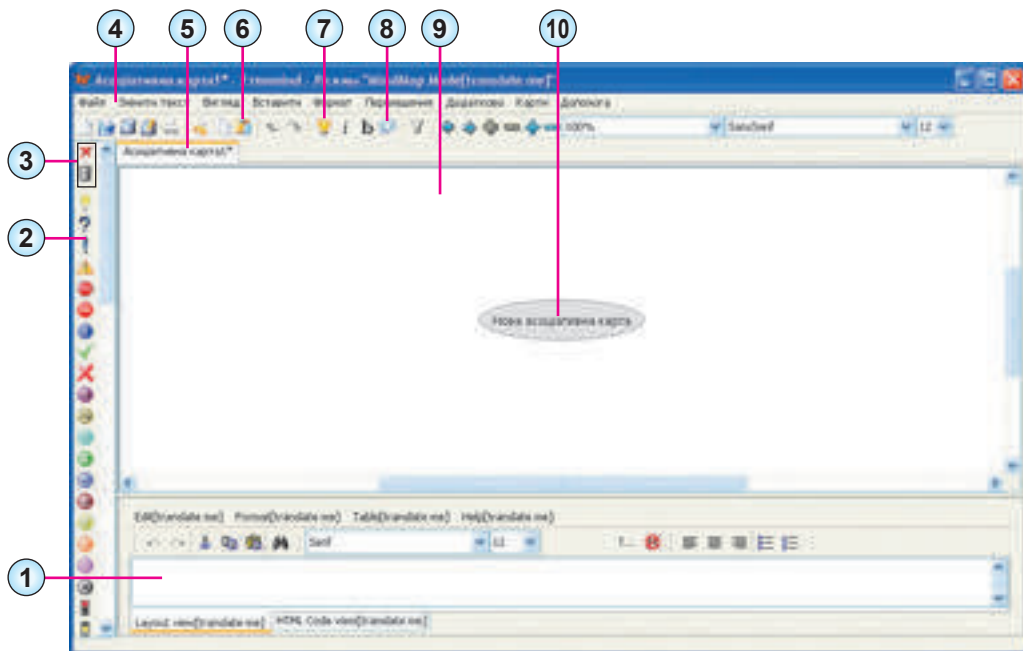 4 5 6 7 8 9 10
Асоціативна карта1* - Freemind - Режим "MindMap Mode[translate me]"
Файл Змінити текст Вигляд Вставити Формат Переміщення Додаткові Карти Допомога
i b 100% SansSerif 12
Асоціативна карта1*
3
2
Нова асоціативна карта
Edit[translate me] Format[translate me] Table[translate me] Help[translate me]
Serif 12
1
Layout view[translate me] HTML Code view[translate me]